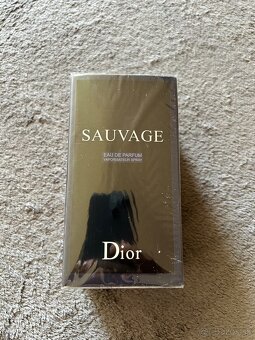 SAUVAGE
EAU DE PARFUM
VAPORISATEUR SPRAY
Dior